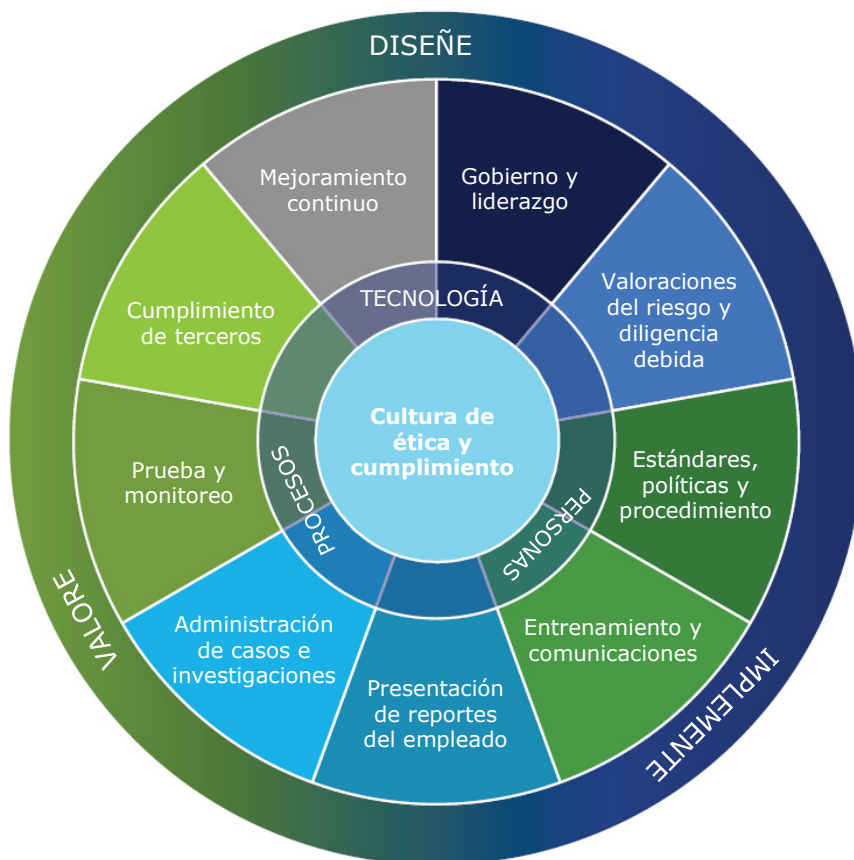 DISEÑE
Mejoramiento
continuo
Gobierno y
liderazgo
Valoraciones
del riesgo y
diligencia
debida
Estándares,
políticas y
procedimiento
Entrenamiento y
comunicaciones
Presentación
de reportes
del empleado
Administración
de casos e
investigaciones
Prueba y
monitoreo
Cumplimiento
de terceros
TECNOLOGÍA
PERSONAS
PROCESOS
Cultura de
ética y
cumplimiento
IMPLEMENTE
VALORE